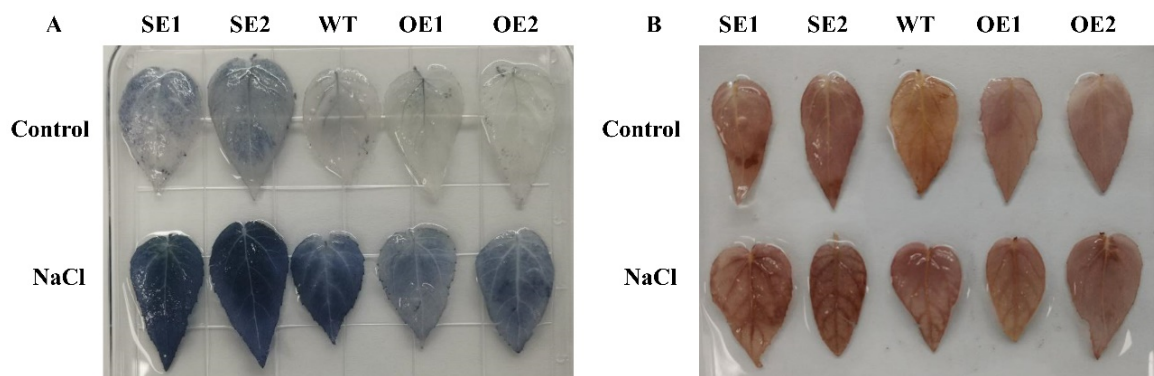 A SE1 SE2 WT OE1 OE2
Control
NaCl
B SE1 SE2 WT OE1 OE2
Control
NaCl